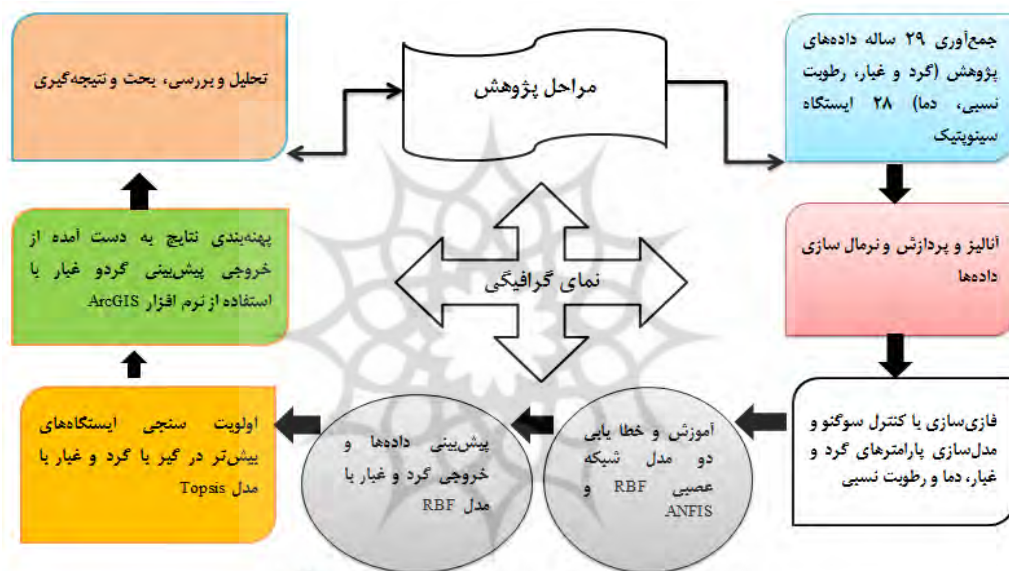 مراحل پژوهش
جمع‌آوری ۲۹ ساله داده‌های
پژوهش (گرد و غبار، رطوبت
نسبی، دما) ۲۸ ایستگاه
سینوپتیک
آنالیز و پردازش و نرمال سازی
داده‌ها
فازی‌سازی با کنترل سوگنو و
مدل‌سازی پارامترهای گرد و
غبار، دما و رطوبت نسبی
آموزش و خطا یابی
دو مدل شبکه
عصبی RBF و
ANFIS
پیش‌بینی داده‌ها و
خروجی گرد و غبار با
مدل RBF
اولویت سنجی ایستگاه‌های
بیش‌تر در گیر با گرد و غبار با
مدل Topsis
پهنه‌بندی نتایج به دست آمده از
خروجی پیش‌بینی گردو غبار با
استفاده از نرم افزار ArcGIS
تحلیل و بررسی، بحث و نتیجه‌گیری
نمای گرافیگی